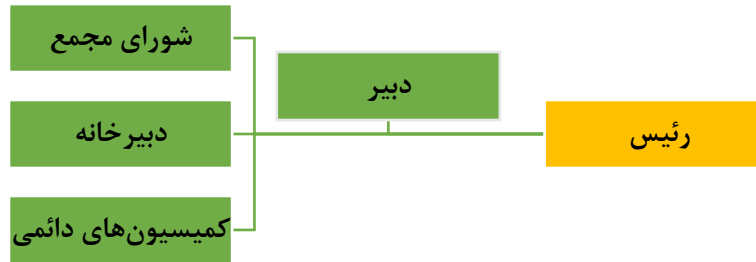 رئیس
دبیر
شورای مجمع
دبیرخانه
کمیسیون‌های دائمی